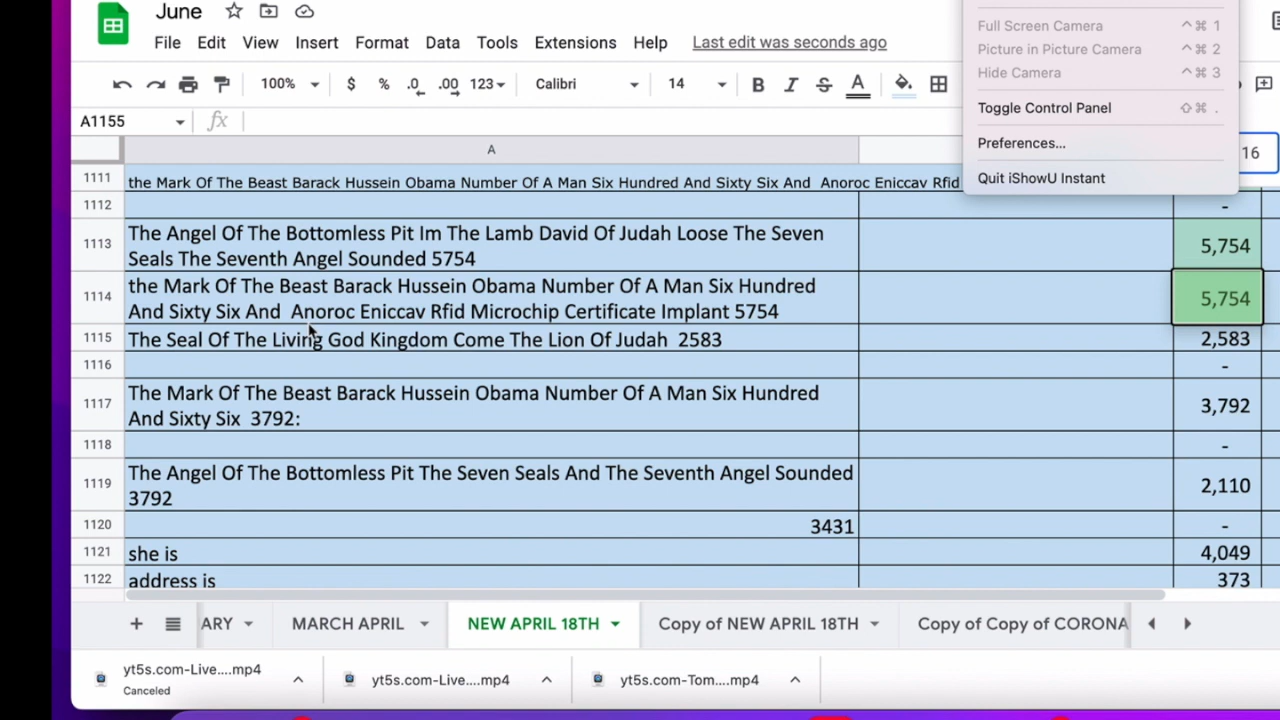 June
File Edit View Insert Format Data Tools Extensions Help Last edit was seconds ago
100% $ % .0 .00 123 Calibri 14 B I S A
A1155 fx
Full Screen Camera ^⌘ 1
Picture in Picture Camera ^⌘ 2
Hide Camera ^⌘ 3
Toggle Control Panel ⇧⌘ .
Preferences...
Quit iShowU Instant
16
A
1111 the Mark Of The Beast Barack Hussein Obama Number Of A Man Six Hundred And Sixty Six And Anoroc Eniccav Rfid
1112 -
1113 The Angel Of The Bottomless Pit Im The Lamb David Of Judah Loose The Seven
Seals The Seventh Angel Sounded 5754 5,754
1114 the Mark Of The Beast Barack Hussein Obama Number Of A Man Six Hundred
And Sixty Six And Anoroc Eniccav Rfid Microchip Certificate Implant 5754 5,754
1115 The Seal Of The Living God Kingdom Come The Lion Of Judah 2583 2,583
1116 -
1117 The Mark Of The Beast Barack Hussein Obama Number Of A Man Six Hundred
And Sixty Six 3792: 3,792
1118 -
1119 The Angel Of The Bottomless Pit The Seven Seals And The Seventh Angel Sounded
3792 2,110
1120 3431 -
1121 she is 4,049
1122 address is 373
ARY MARCH APRIL NEW APRIL 18TH Copy of NEW APRIL 18TH Copy of Copy of CORONA
yt5s.com-Live....mp4 yt5s.com-Live....mp4 yt5s.com-Tom....mp4
Canceled